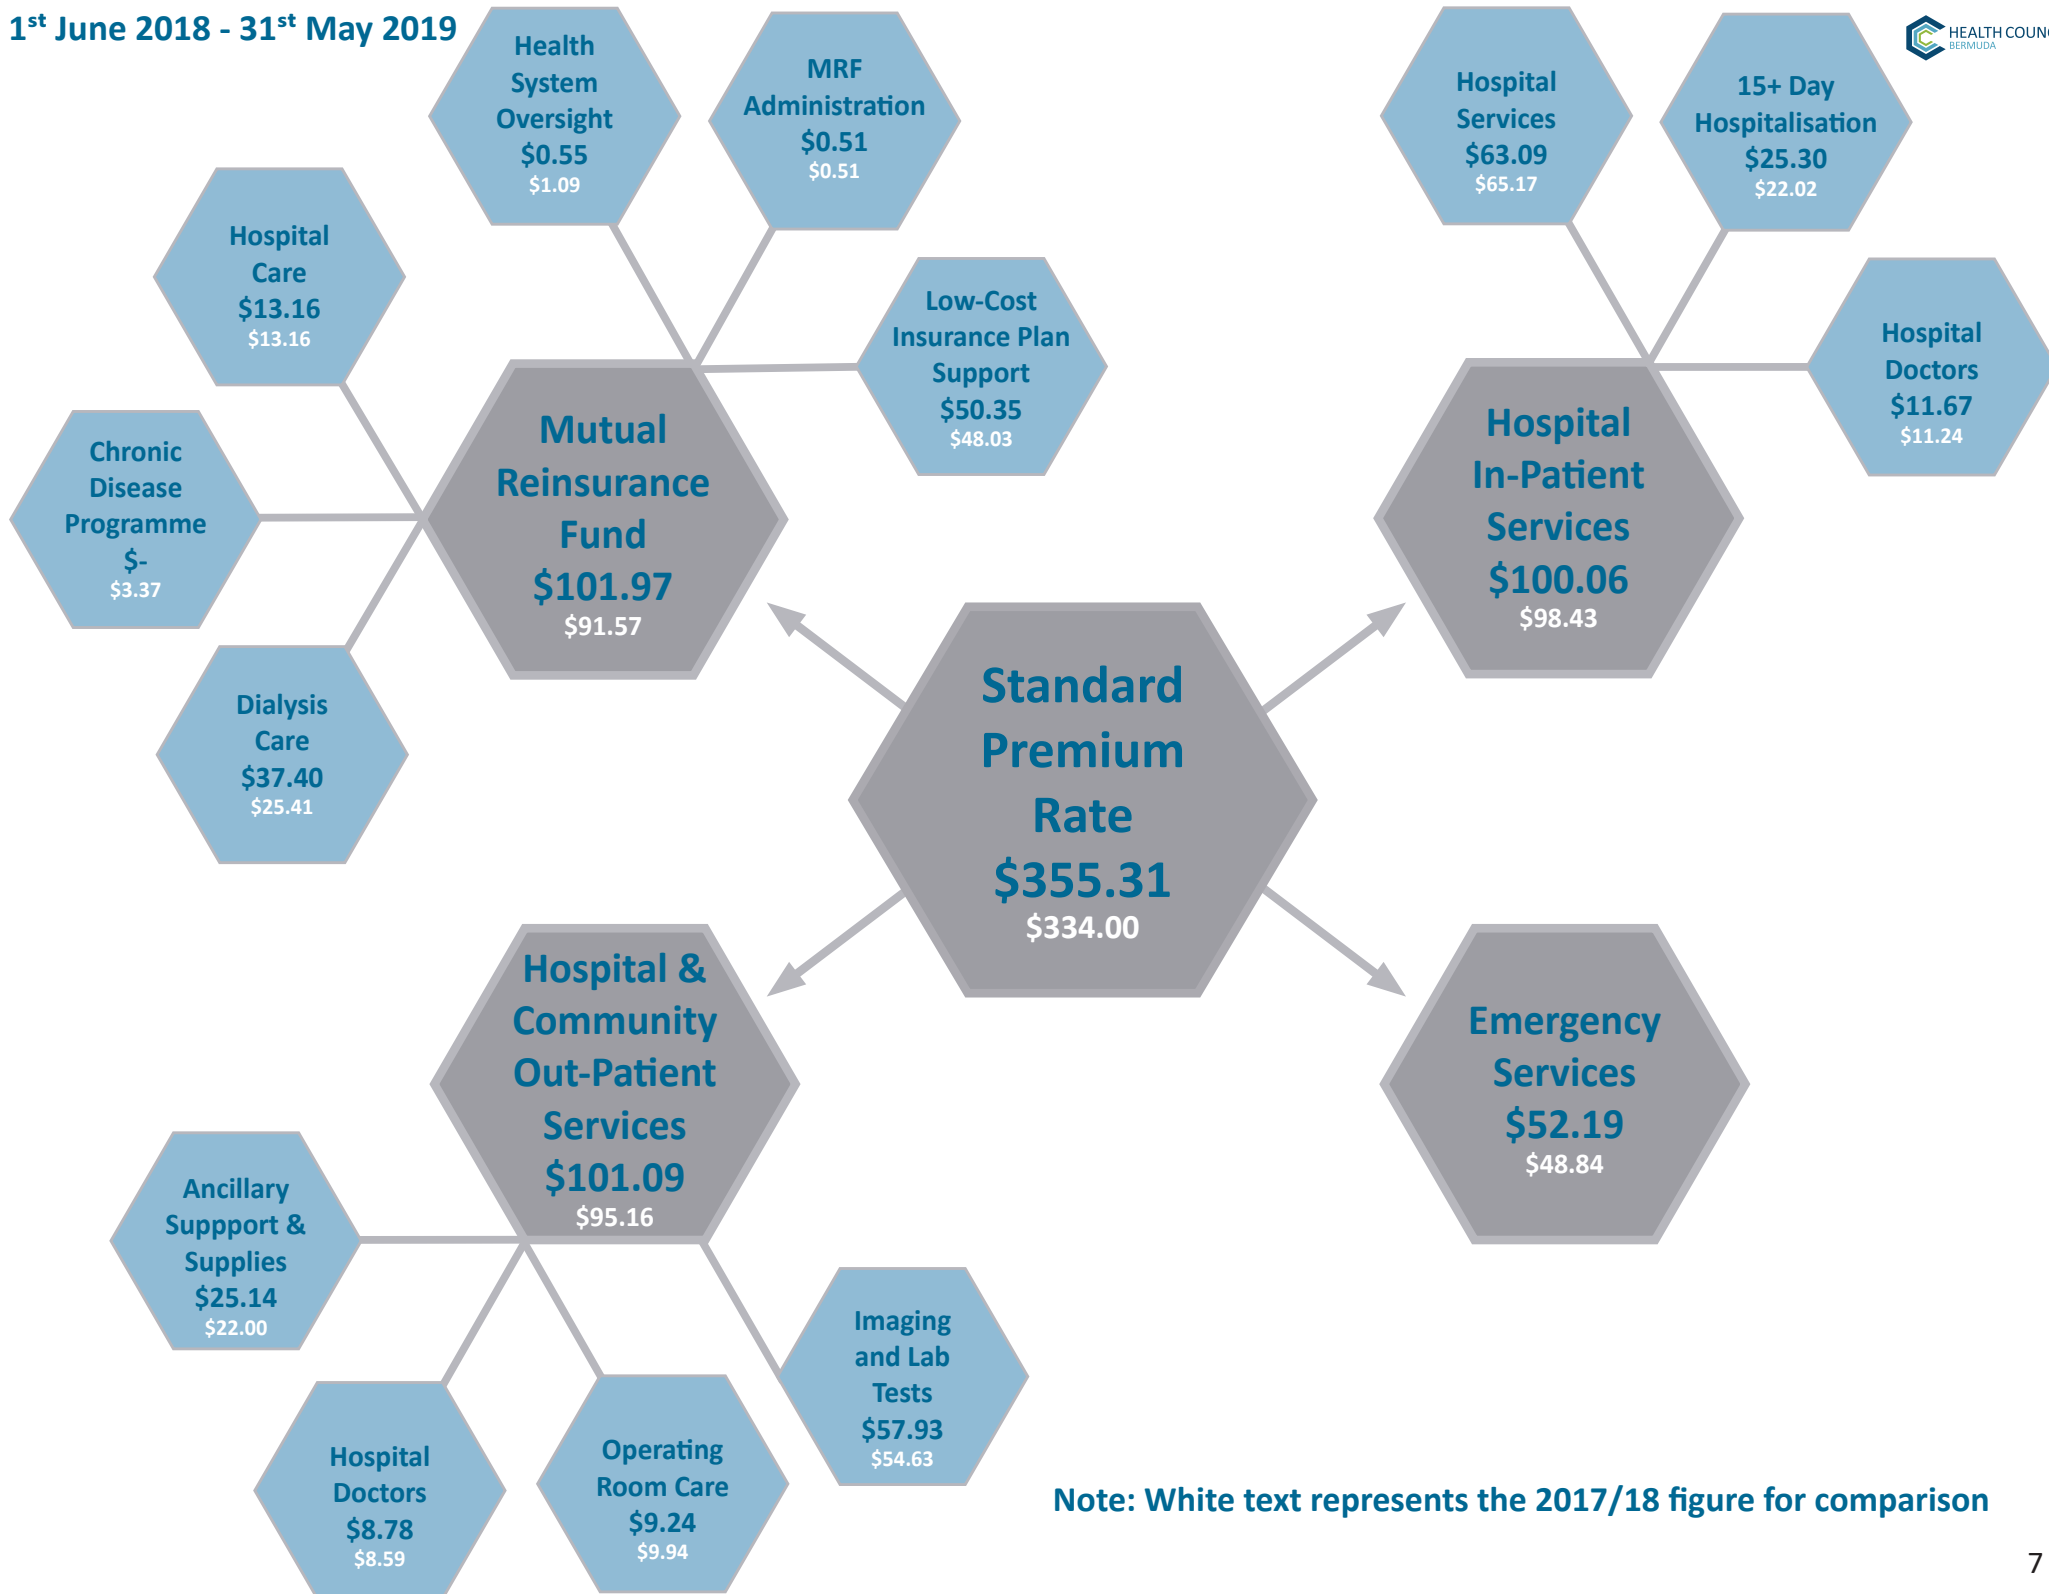 1st June 2018 - 31st May 2019
HEALTH COUNC
BERMUDA
Health
System
Oversight
$0.55
$1.09
MRF
Administration
$0.51
$0.51
Hospital
Services
$63.09
$65.17
15+ Day
Hospitalisation
$25.30
$22.02
Hospital
Care
$13.16
$13.16
Low-Cost
Insurance Plan
Support
$50.35
$48.03
Hospital
Doctors
$11.67
$11.24
Chronic
Disease
Programme
$-
$3.37
Mutual
Reinsurance
Fund
$101.97
$91.57
Hospital
In-Patient
Services
$100.06
$98.43
Dialysis
Care
$37.40
$25.41
Standard
Premium
Rate
$355.31
$334.00
Hospital &
Community
Out-Patient
Services
$101.09
$95.16
Emergency
Services
$52.19
$48.84
Ancillary
Suppport &
Supplies
$25.14
$22.00
Imaging
and Lab
Tests
$57.93
$54.63
Hospital
Doctors
$8.78
$8.59
Operating
Room Care
$9.24
$9.94
Note: White text represents the 2017/18 figure for comparison
7